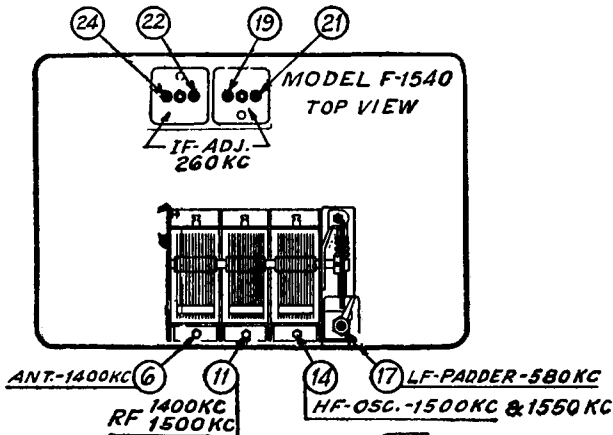 24 22 19 21
MODEL F-1540
TOP VIEW
IF-ADJ.
260KC
ANT.-1400KC 6 11 14 17 LF-PADDER-580KC
RF 1400KC
1500KC
HF-OSC.-1500KC & 1550KC